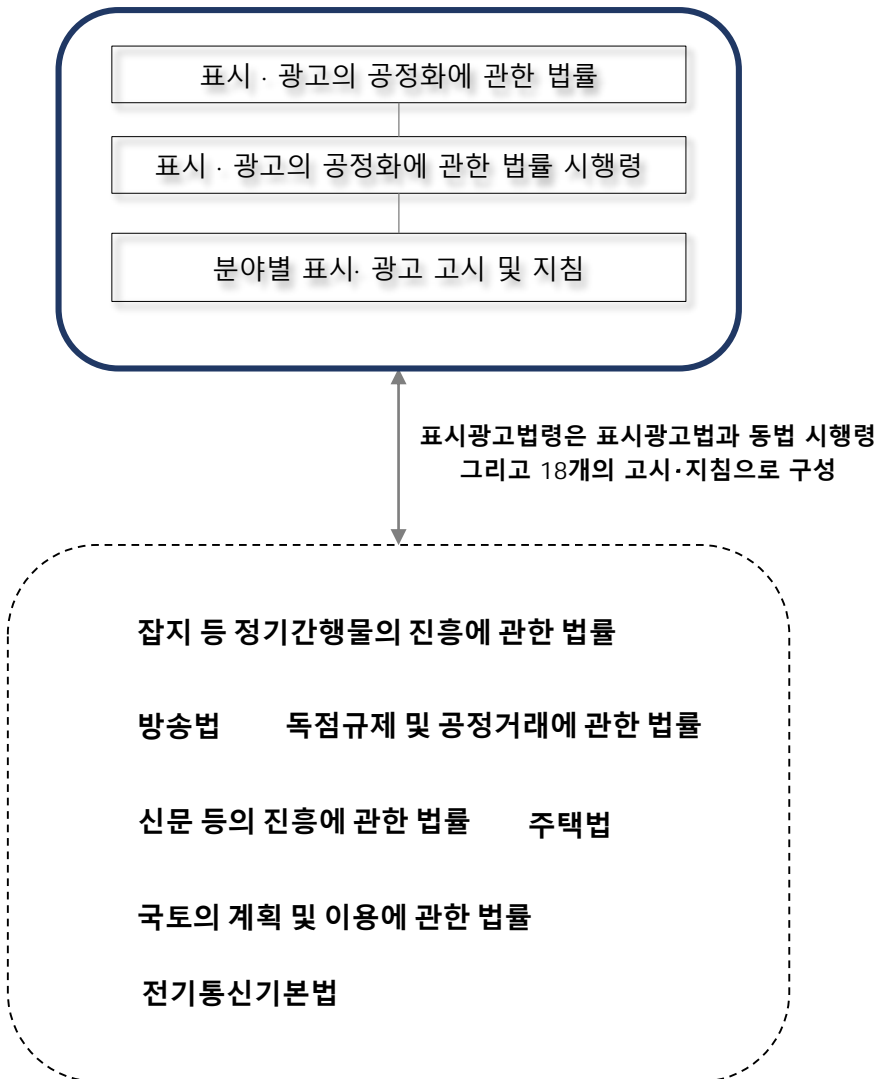 표시 · 광고의 공정화에 관한 법률
표시 · 광고의 공정화에 관한 법률 시행령
분야별 표시· 광고 고시 및 지침
표시광고법령은 표시광고법과 동법 시행령
그리고 18개의 고시·지침으로 구성
잡지 등 정기간행물의 진흥에 관한 법률
방송법 독점규제 및 공정거래에 관한 법률
신문 등의 진흥에 관한 법률 주택법
국토의 계획 및 이용에 관한 법률
전기통신기본법